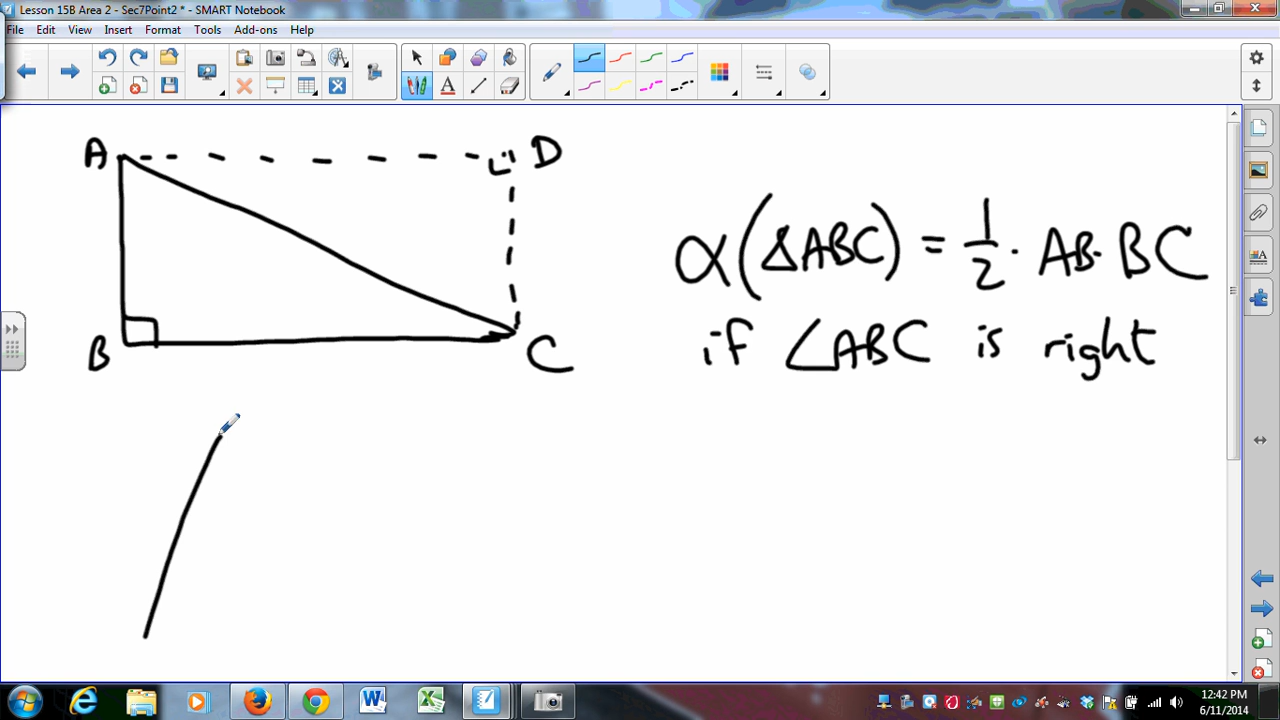 Lesson 15B Area 2 - Sec7Point2 * - SMART Notebook
File Edit View Insert Format Tools Add-ons Help
A D
α(△ABC) = 1/2 · AB · BC
if ∠ABC is right
B C
12:42 PM
6/11/2014